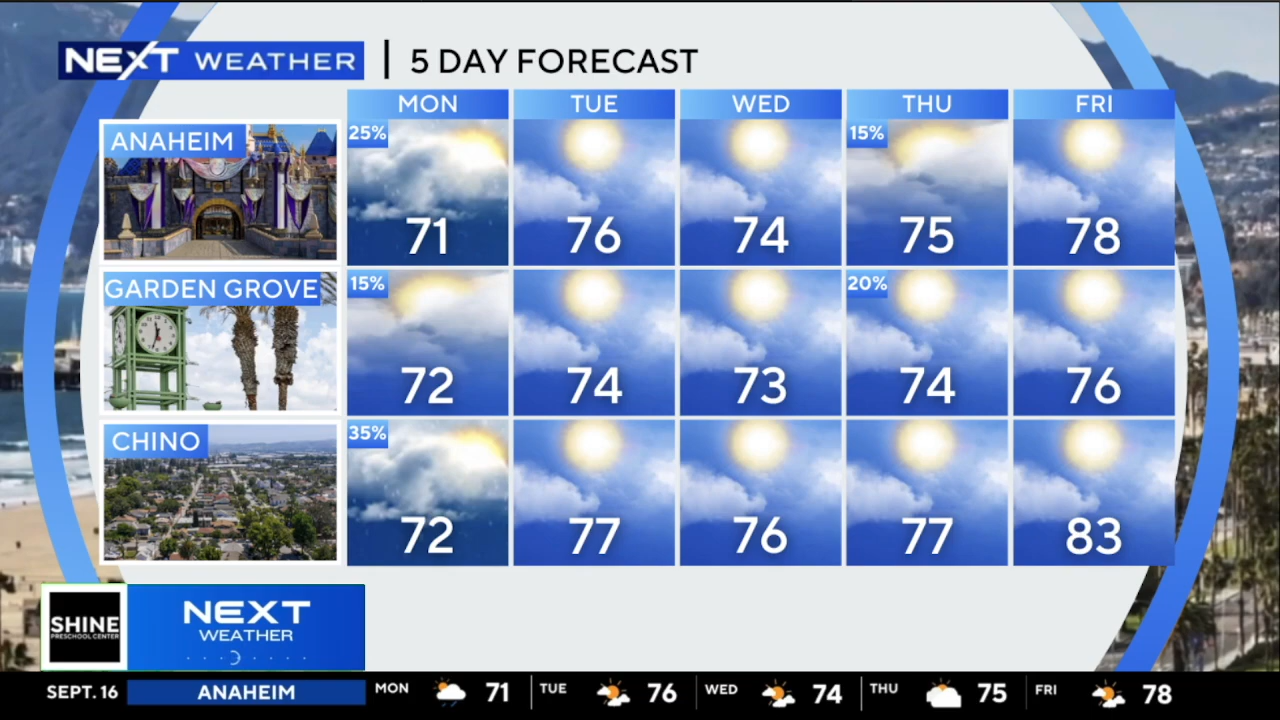 NEXT WEATHER | 5 DAY FORECAST
MON TUE WED THU FRI
ANAHEIM
25% 15%
71 76 74 75 78
GARDEN GROVE
15% 20%
72 74 73 74 76
CHINO
35%
72 77 76 77 83
SHINE
PRESCHOOL CENTER
NEXT
WEATHER
SEPT. 16 ANAHEIM MON 71 TUE 76 WED 74 THU 75 FRI 78